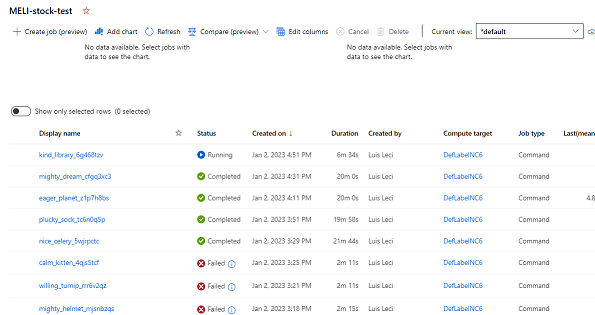 MELI-stock-test
Create job (preview) Add chart Refresh Compare (preview) Edit columns Cancel Delete Current view: *default
No data available. Select jobs with data to see the chart.
No data available. Select jobs with data to see the chart.
Show only selected rows (0 selected)
Display name Status Created on ↓ Duration Created by Compute target Job type Last(mean
kind_library_6g468tzv Running Jan 2, 2023 4:51 PM 6m 34s Luis Leci DefLabelNC6 Command
mighty_dream_cfgq3xc3 Completed Jan 2, 2023 4:31 PM 20m 0s Luis Leci DefLabelNC6 Command
eager_planet_z1p7h8bs Completed Jan 2, 2023 4:11 PM 20m 0s Luis Leci DefLabelNC6 Command 4.8
plucky_sock_tc6n0q5p Completed Jan 2, 2023 3:51 PM 19m 58s Luis Leci DefLabelNC6 Command
nice_celery_5wjrpctc Completed Jan 2, 2023 3:29 PM 21m 44s Luis Leci DefLabelNC6 Command
calm_kitten_4qjs5tcf Failed Jan 2, 2023 3:25 PM 2m 11s Luis Leci DefLabelNC6 Command
willing_turnip_rrr6v2qz Failed Jan 2, 2023 3:21 PM 2m 11s Luis Leci DefLabelNC6 Command
mighty_helmet_mjsnbzqs Failed Jan 2, 2023 3:18 PM 2m 15s Luis Leci DefLabelNC6 Command